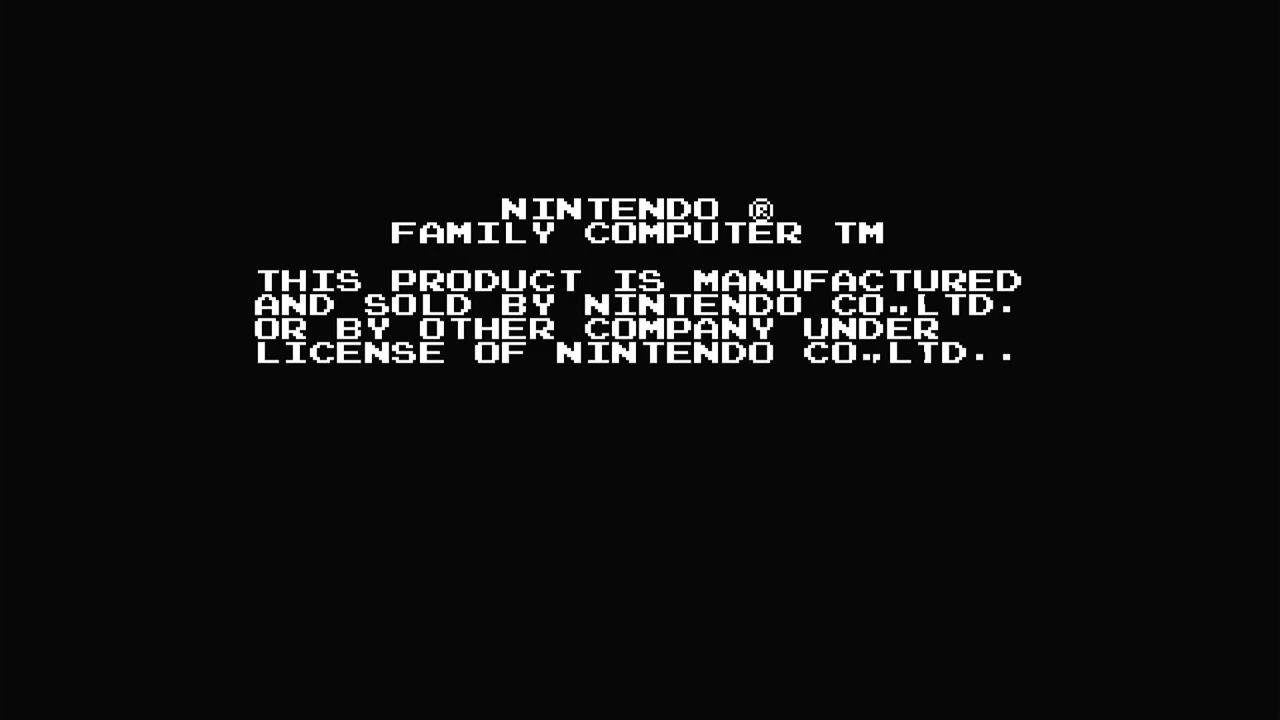 NINTENDO ®
FAMILY COMPUTER TM
THIS PRODUCT IS MANUFACTURED
AND SOLD BY NINTENDO CO.,LTD.
OR BY OTHER COMPANY UNDER
LICENSE OF NINTENDO CO.,LTD..